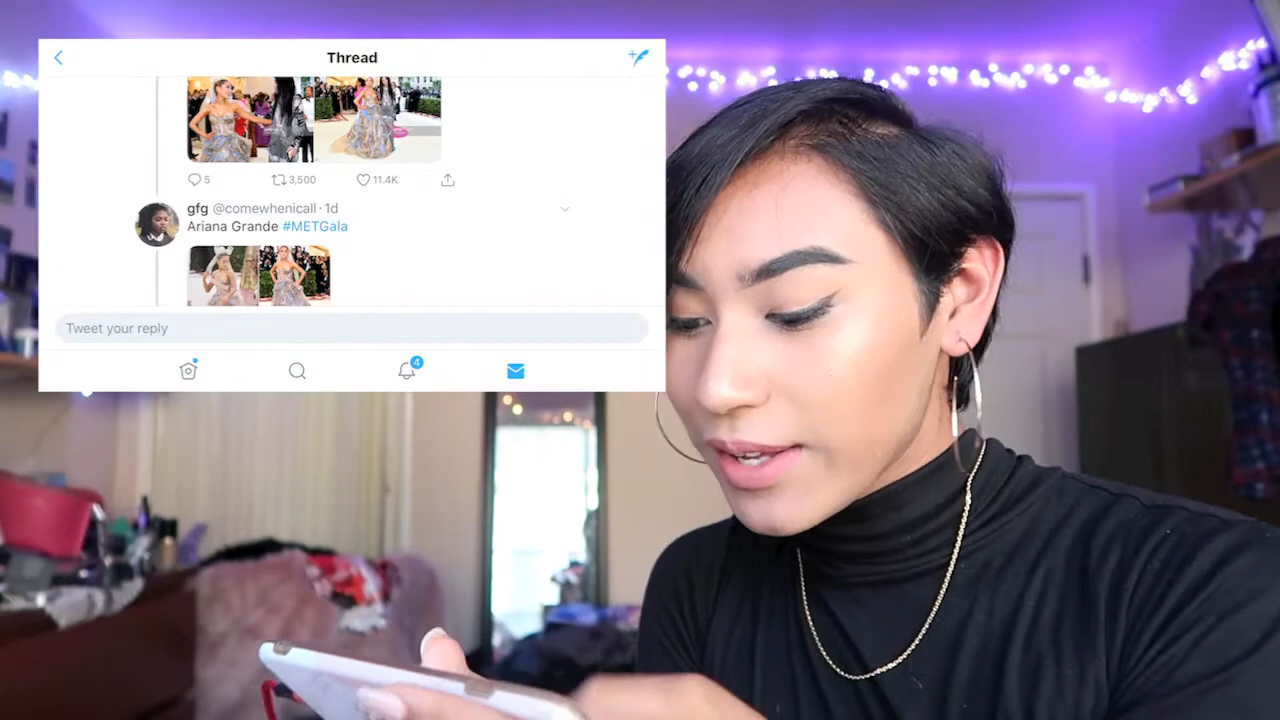 Thread
5 3,500 11.4K
gfg @comewhenicall · 1d
Ariana Grande #METGala
Tweet your reply
4